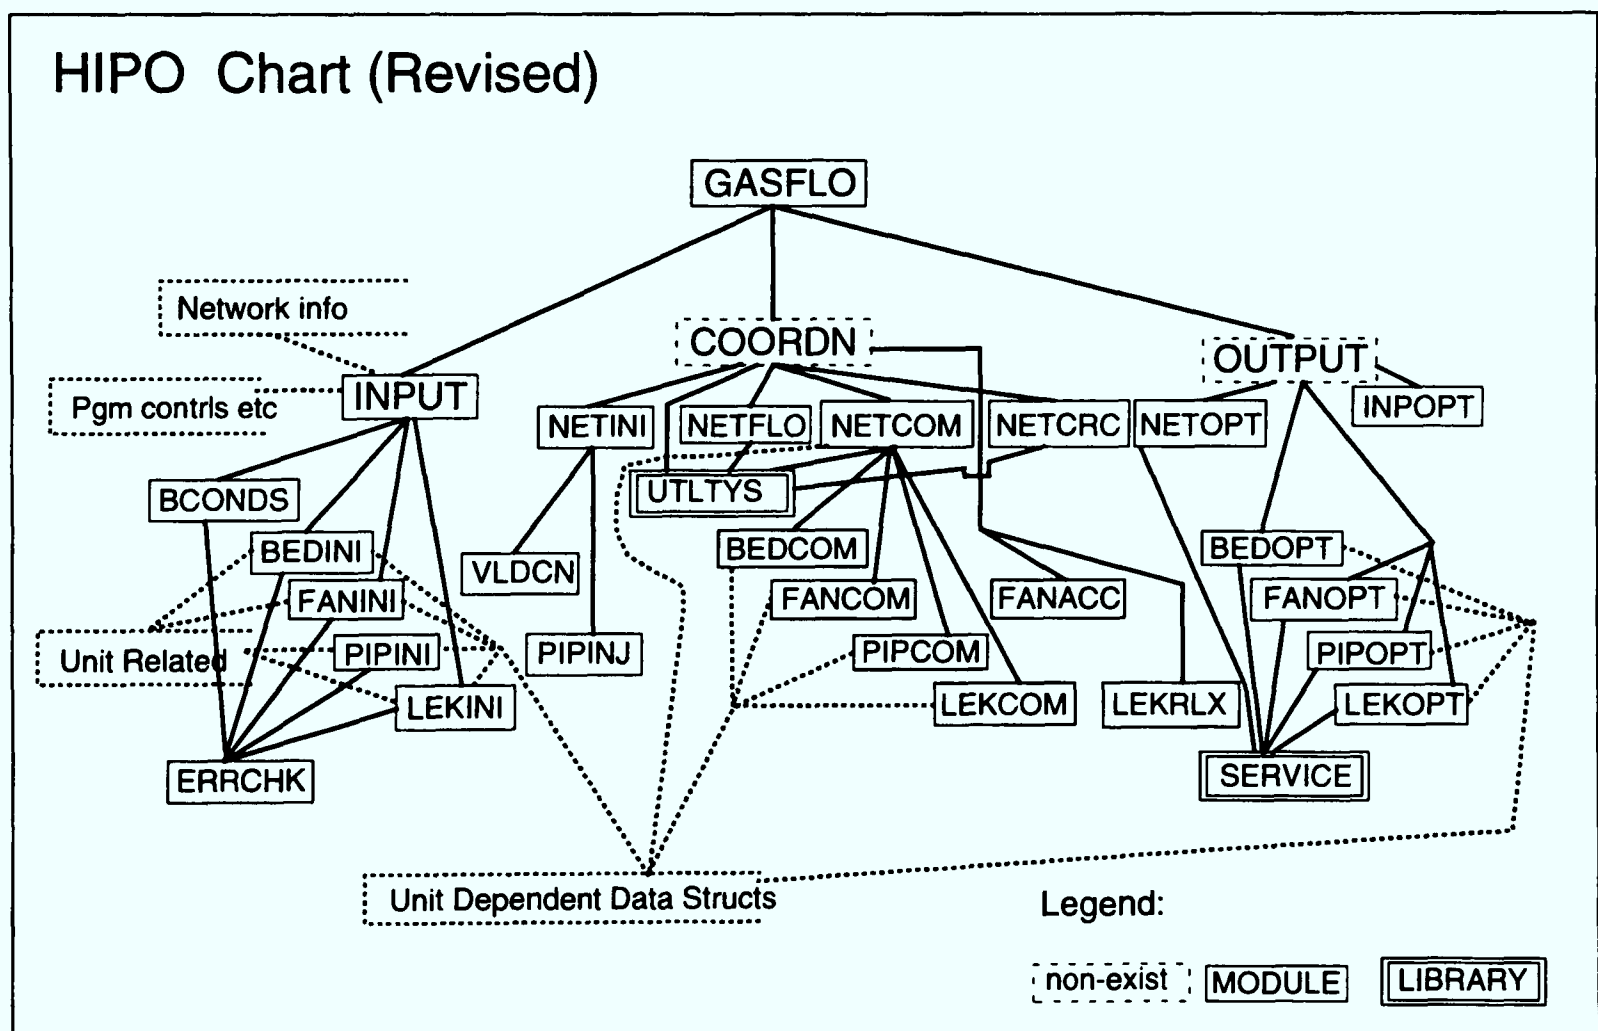 HIPO Chart (Revised)
GASFLO
Network info
COORDN
OUTPUT
Pgm contrls etc
INPUT
INPOPT
NETINI
NETFLO
NETCOM
NETCRC
NETOPT
BCONDS
UTLTYS
BEDINI
BEDCOM
BEDOPT
VLDCN
FANINI
FANCOM
FANACC
FANOPT
Unit Related
PIPINI
PIPINJ
PIPCOM
PIPOPT
LEKINI
LEKCOM
LEKRLX
LEKOPT
ERRCHK
SERVICE
Unit Dependent Data Structs
Legend:
non-exist
MODULE
LIBRARY